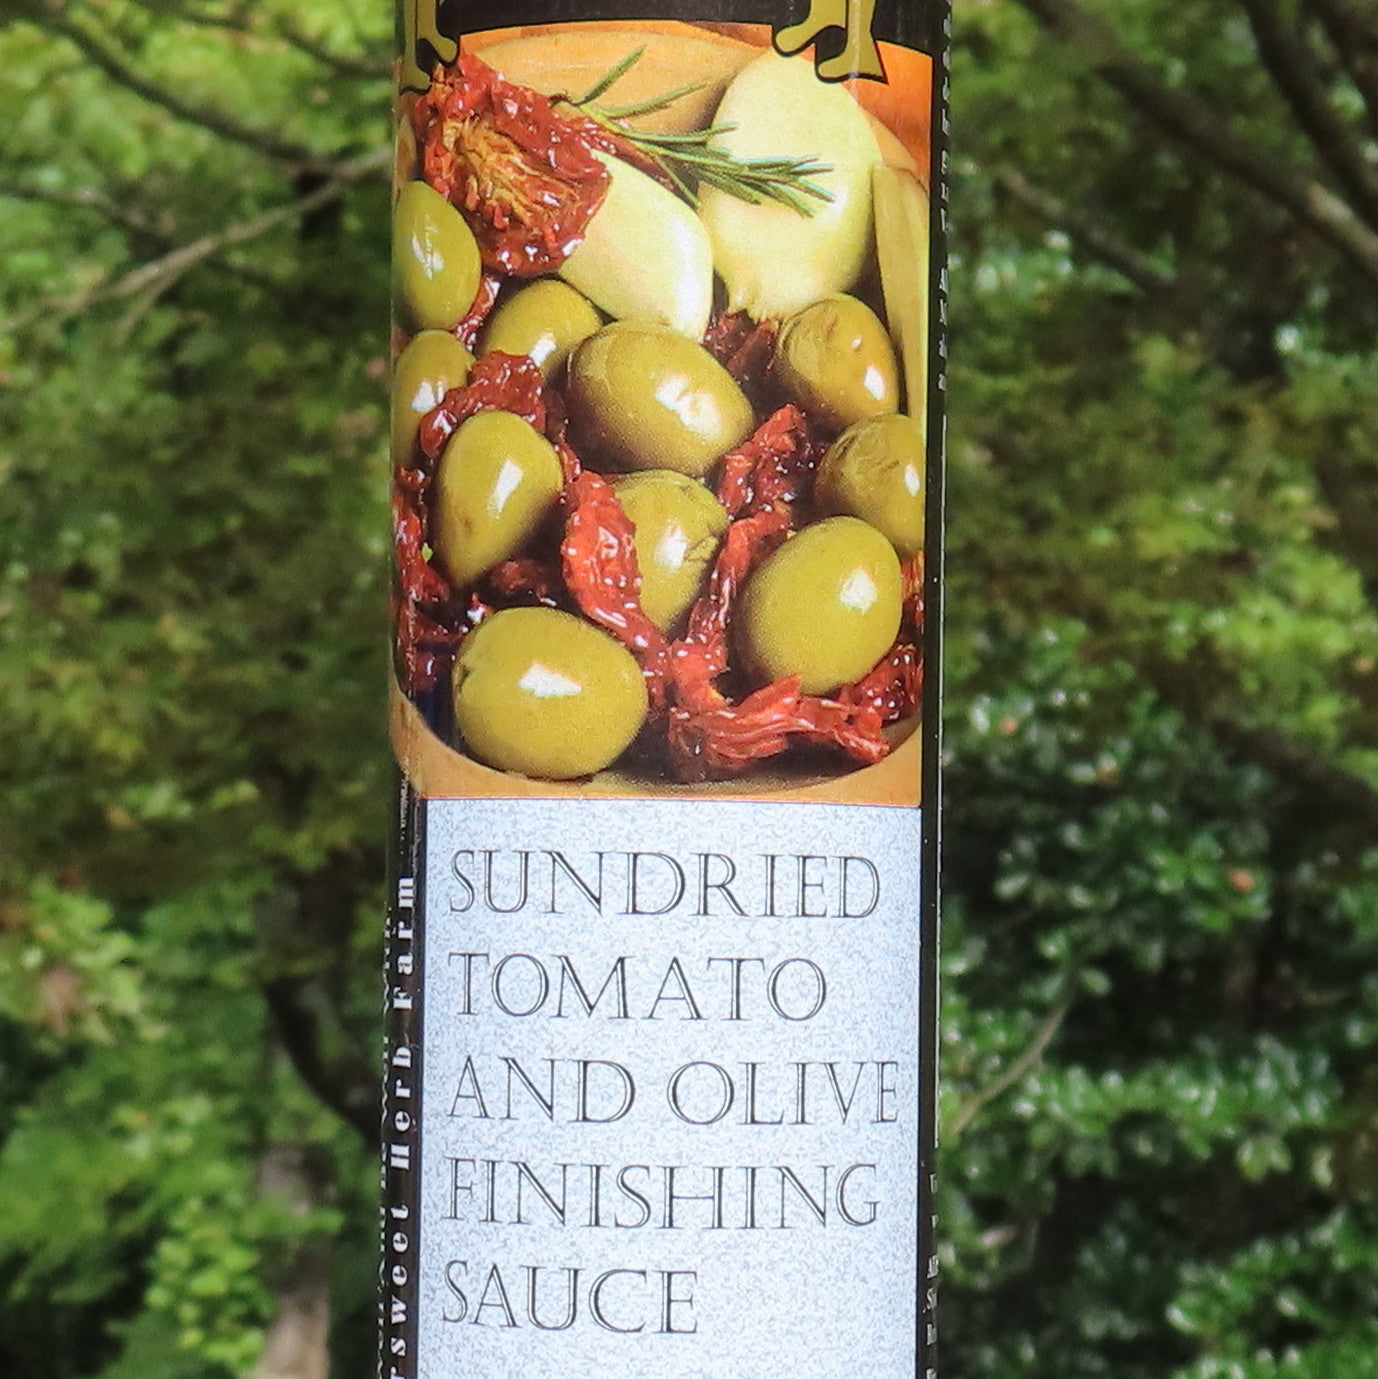 SUNDRIED
TOMATO
AND OLIVE
FINISHING
SAUCE
Herb Farm